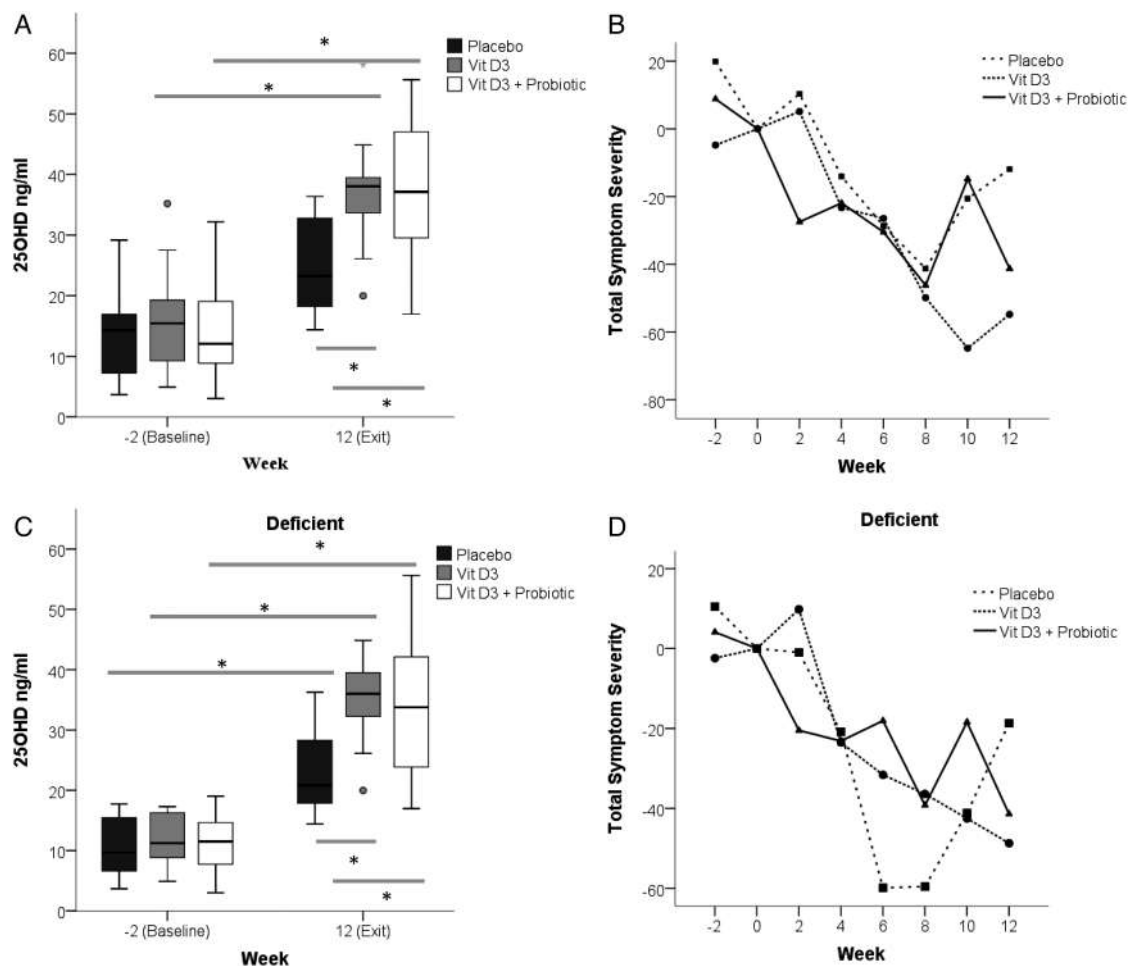 A
60
50
40
30
20
10
0
25OHD ng/ml
*
*
*
*
Placebo
Vit D3
Vit D3 + Probiotic
-2 (Baseline)
12 (Exit)
Week
B
20
0
-20
-40
-60
-80
Total Symptom Severity
Placebo
Vit D3
Vit D3 + Probiotic
-2 0 2 4 6 8 10 12
Week
C
Deficient
60
50
40
30
20
10
0
25OHD ng/ml
*
*
*
*
*
Placebo
Vit D3
Vit D3 + Probiotic
-2 (Baseline)
12 (Exit)
Week
D
Deficient
20
0
-20
-40
-60
Total Symptom Severity
Placebo
Vit D3
Vit D3 + Probiotic
-2 0 2 4 6 8 10 12
Week